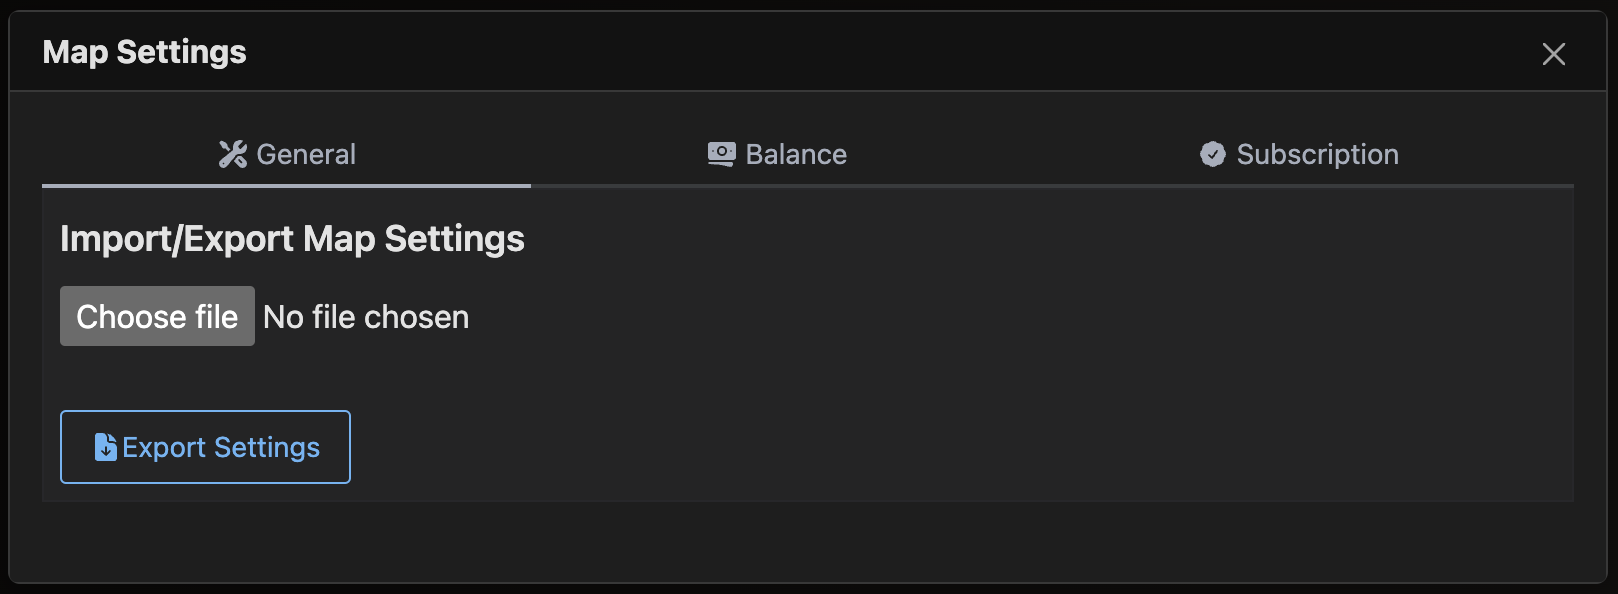 Map Settings
General
Balance
Subscription
Import/Export Map Settings
Choose file No file chosen
Export Settings